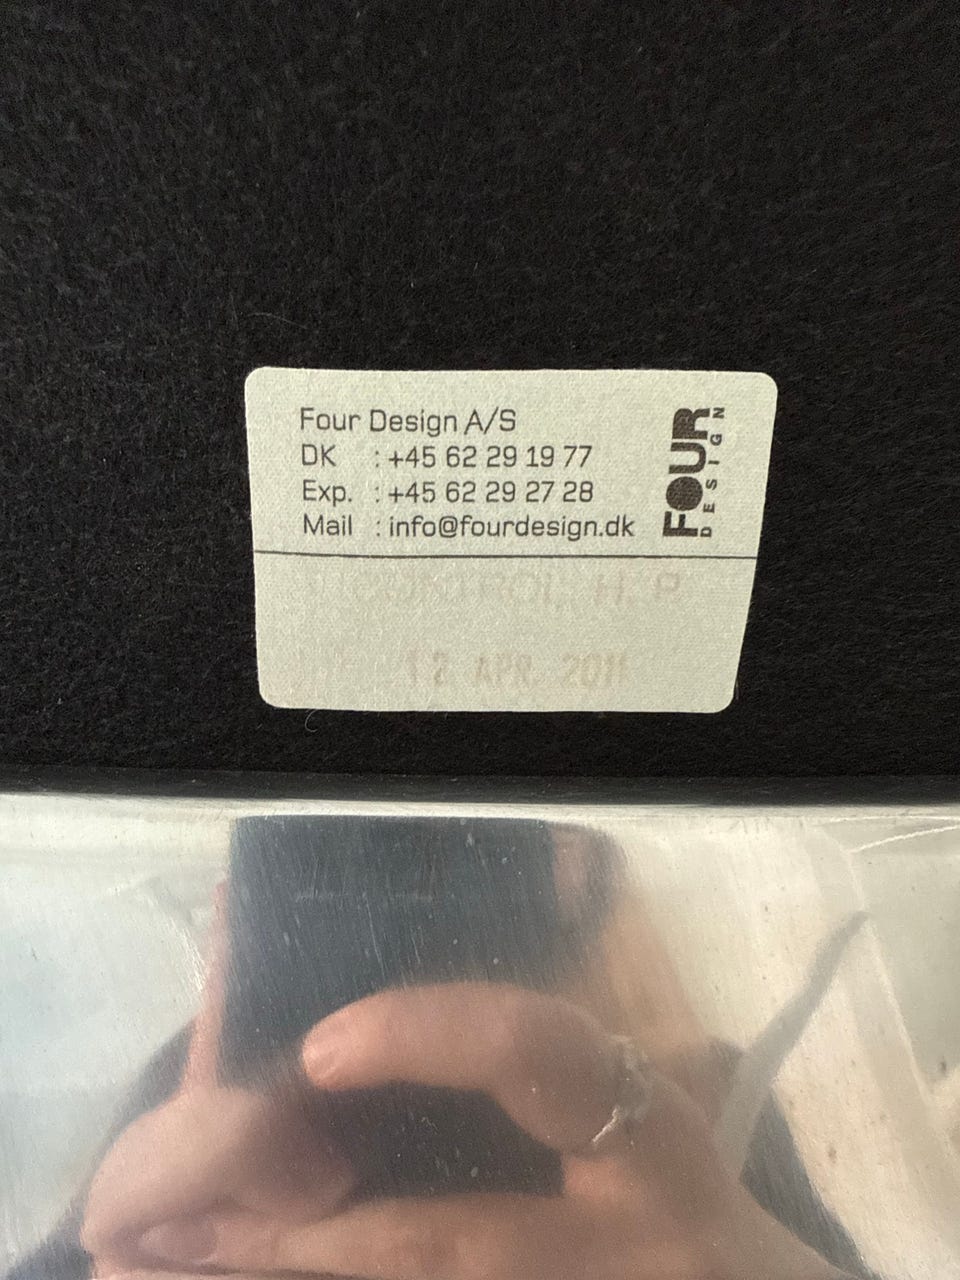 Four Design A/S
DK : +45 62 29 19 77
Exp. : +45 62 29 27 28
Mail : info@fourdesign.dk
FOUR
DESIGN
CONTROL H. P.
12 APR. 2011